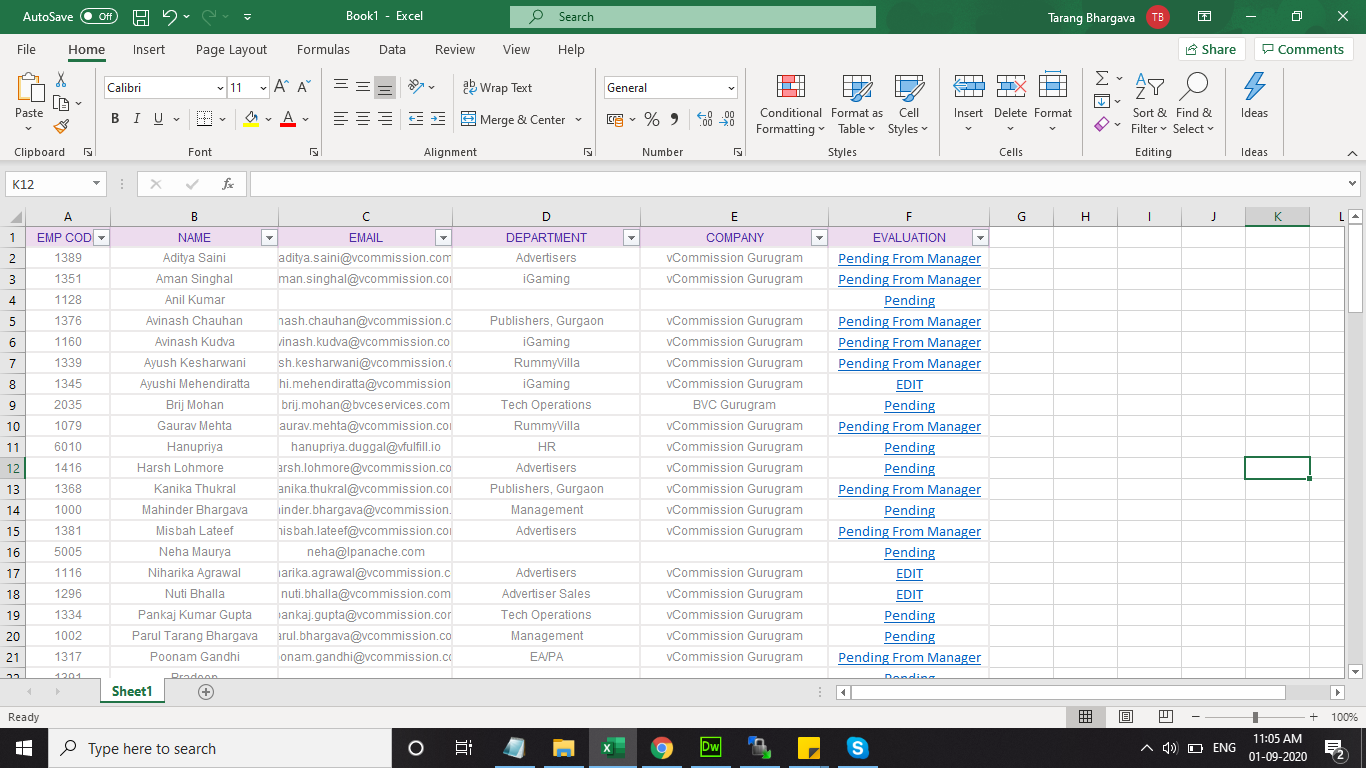 AutoSave Off Book1 - Excel Search Tarang Bhargava TB
File Home Insert Page Layout Formulas Data Review View Help Share Comments
Calibri 11 Wrap Text General
Paste B I U Merge & Center % Conditional Formatting Format as Table Cell Styles Insert Delete Format Sort & Filter Find & Select Ideas
Clipboard Font Alignment Number Styles Cells Editing Ideas
K12 fx
A B C D E F G H I J K L
1 EMP COD NAME EMAIL DEPARTMENT COMPANY EVALUATION
2 1389 Aditya Saini aditya.saini@vcommission.com Advertisers vCommission Gurugram Pending From Manager
3 1351 Aman Singhal man.singhal@vcommission.co iGaming vCommission Gurugram Pending From Manager
4 1128 Anil Kumar Pending
5 1376 Avinash Chauhan nash.chauhan@vcommission.c Publishers, Gurgaon vCommission Gurugram Pending From Manager
6 1160 Avinash Kudva vinash.kudva@vcommission.co iGaming vCommission Gurugram Pending From Manager
7 1339 Ayush Kesharwani sh.kesharwani@vcommission.c RummyVilla vCommission Gurugram Pending From Manager
8 1345 Ayushi Mehendiratta hi.mehendiratta@vcommission iGaming vCommission Gurugram EDIT
9 2035 Brij Mohan brij.mohan@bvceservices.com Tech Operations BVC Gurugram Pending
10 1079 Gaurav Mehta aurav.mehta@vcommission.co RummyVilla vCommission Gurugram Pending From Manager
11 6010 Hanupriya hanupriya.duggal@vfulfill.io HR vCommission Gurugram Pending
12 1416 Harsh Lohmore arsh.lohmore@vcommission.co Advertisers vCommission Gurugram Pending
13 1368 Kanika Thukral anika.thukral@vcommission.co Publishers, Gurgaon vCommission Gurugram Pending From Manager
14 1000 Mahinder Bhargava inder.bhargava@vcommission. Management vCommission Gurugram Pending
15 1381 Misbah Lateef nisbah.lateef@vcommission.co Advertisers vCommission Gurugram Pending From Manager
16 5005 Neha Maurya neha@lpanache.com Pending
17 1116 Niharika Agrawal arika.agrawal@vcommission.c Advertisers vCommission Gurugram EDIT
18 1296 Nuti Bhalla nuti.bhalla@vcommission.com Advertiser Sales vCommission Gurugram EDIT
19 1334 Pankaj Kumar Gupta pankaj.gupta@vcommission.co Tech Operations vCommission Gurugram Pending
20 1002 Parul Tarang Bhargava arul.bhargava@vcommission.co Management vCommission Gurugram Pending
21 1317 Poonam Gandhi oonam.gandhi@vcommission.co EA/PA vCommission Gurugram Pending From Manager
22 1391 Pradeep Pending
Sheet1
Ready 100%
Type here to search Dw ENG 11:05 AM
01-09-2020 2